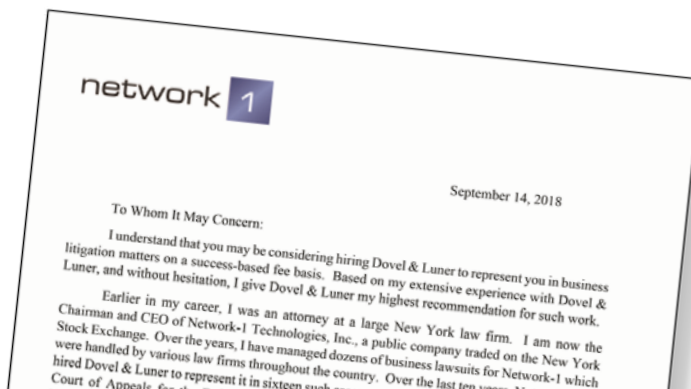 network 1
September 14, 2018
To Whom It May Concern:
I understand that you may be considering hiring Dovel & Luner to represent you in business
litigation matters on a success-based fee basis. Based on my extensive experience with Dovel &
Luner, and without hesitation, I give Dovel & Luner my highest recommendation for such work.
Earlier in my career, I was an attorney at a large New York law firm. I am now the
Chairman and CEO of Network-1 Technologies, Inc., a public company traded on the New York
Stock Exchange. Over the years, I have managed dozens of business lawsuits for Network-1 which
were handled by various law firms throughout the country. Over the last ten years
hired Dovel & Luner to represent it in sixteen such
Court of Appeals for the